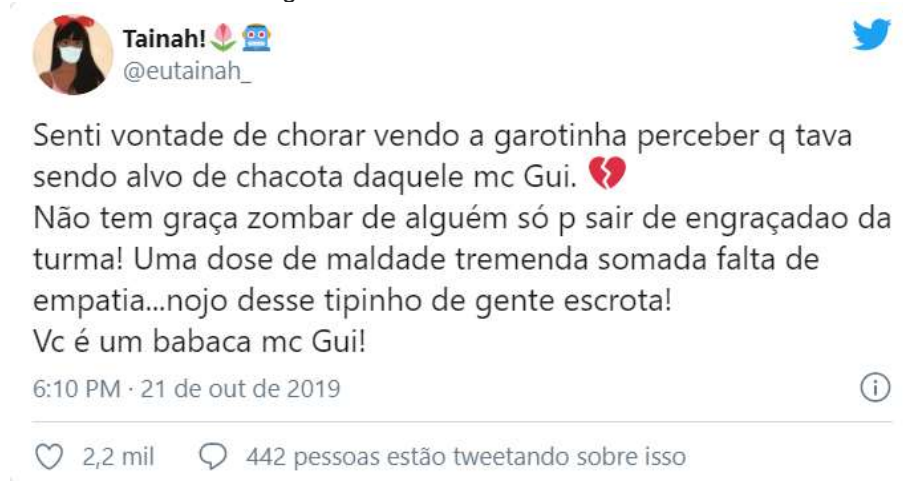 Tainah!🌷🤖
@eutainah_
Senti vontade de chorar vendo a garotinha perceber q tava
sendo alvo de chacota daquele mc Gui. 💔
Não tem graça zombar de alguém só p sair de engraçadao da
turma! Uma dose de maldade tremenda somada falta de
empatia...nojo desse tipinho de gente escrota!
Vc é um babaca mc Gui!
6:10 PM · 21 de out de 2019
2,2 mil 442 pessoas estão tweetando sobre isso